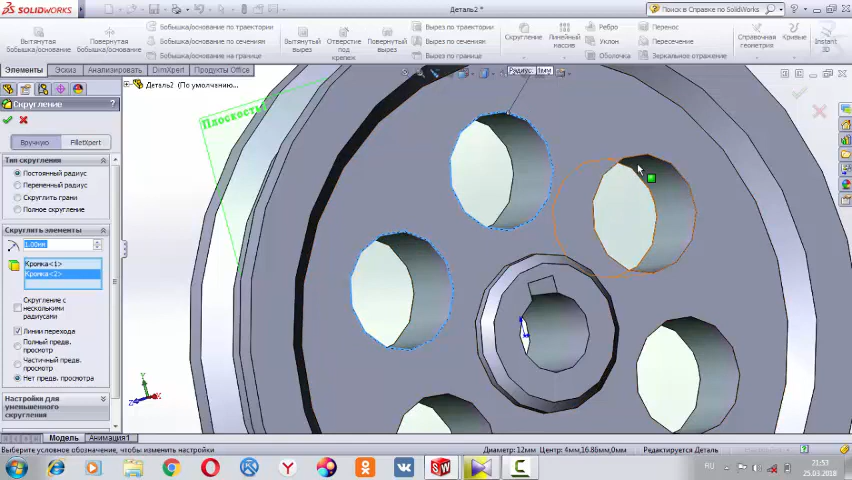 SOLIDWORKS
Деталь2 *
Поиск в Справке по SolidWorks
Вытянутая бобышка/основание
Повернутая бобышка/основание
Бобышка/основание по траектории
Бобышка/основание по сечениям
Бобышка/основание на границе
Вытянутый вырез
Отверстие под крепеж
Повернутый вырез
Вырез по траектории
Вырез по сечениям
Вырез по границе
Скругление
Линейный массив
Ребро
Уклон
Оболочка
Перенос
Пересечение
Зеркальное отражение
Справочная геометрия
Кривые
Instant 3D
Элементы
Эскиз
Анализировать
DimXpert
Продукты Office
Радиус: 1мм
Деталь2 (По умолчанию...
Скругление
Вручную
FilletXpert
Тип скругления
Постоянный радиус
Переменный радиус
Скруглить грани
Полное скругление
Скруглить элементы
1.00мм
Кромка<1>
Кромка<2>
Скругление с несколькими радиусами
Линии перехода
Полный предв. просмотр
Частичный предв. просмотр
Нет предв. просмотра
Настройки для уменьшенного скругления
Y
X
Z
Модель
Анимация1
Выберите условное обозначение, чтобы изменить настройки
Диаметр: 12мм
Центр: 4мм,16.86мм,0мм
Редактируется Деталь
RU
21:53
25.03.2018